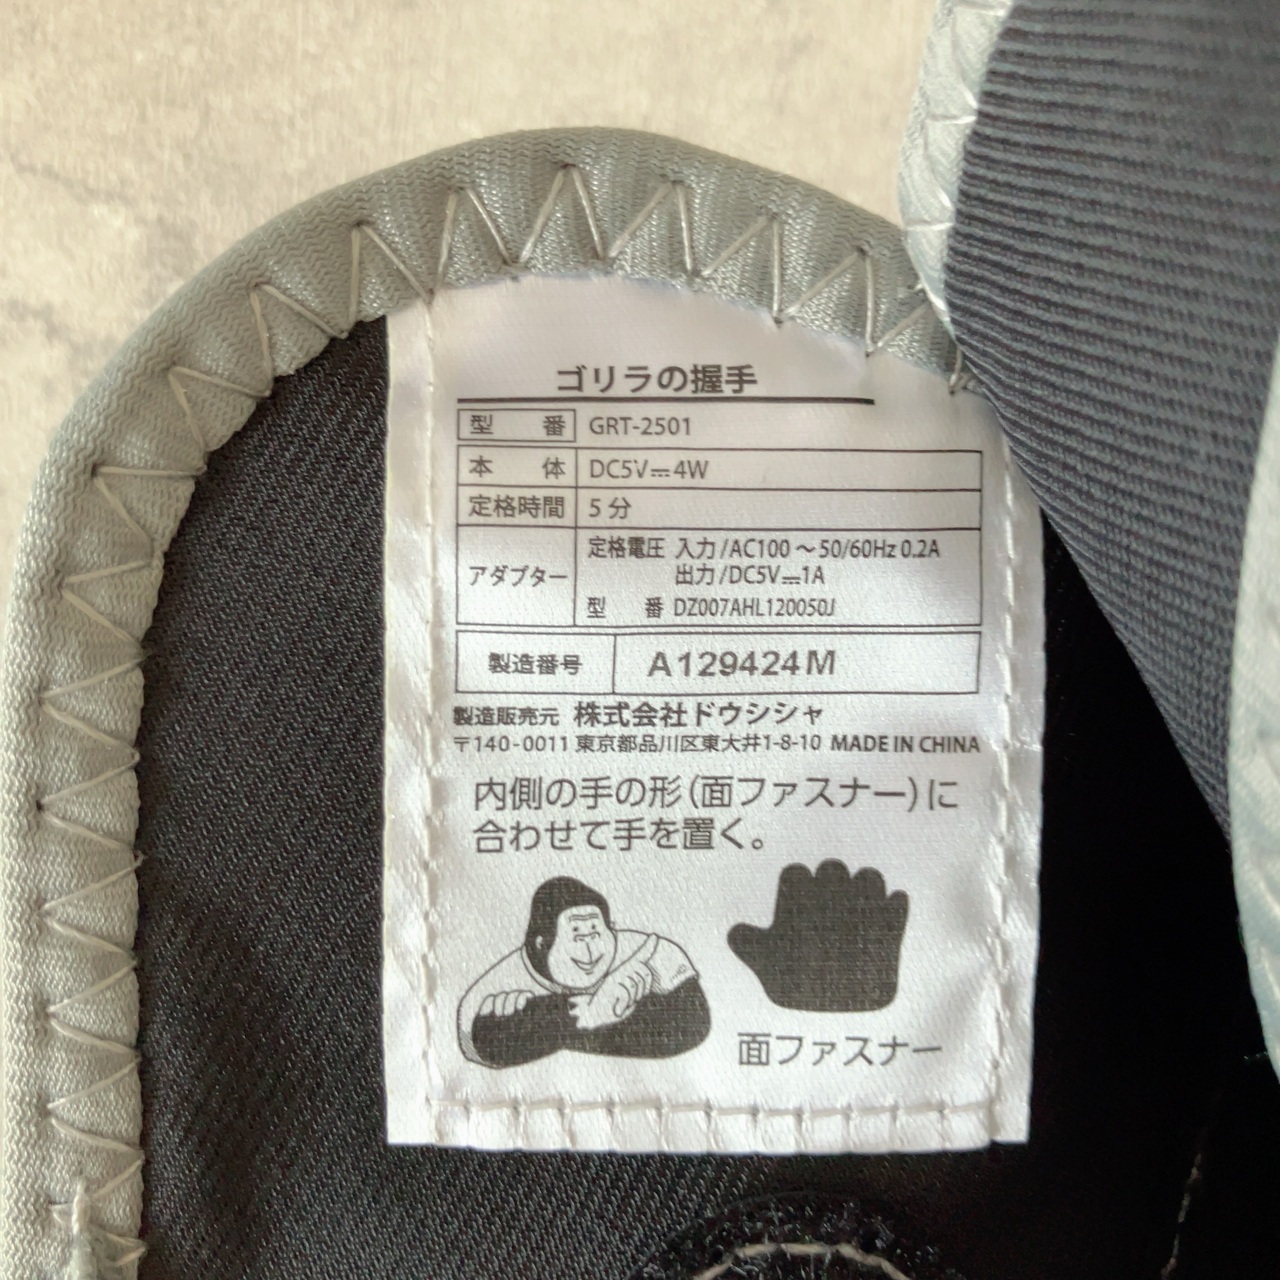 ゴリラの握手
型 番 GRT-2501
本 体 DC5V⎓4W
定格時間 5分
アダプター 定格電圧 入力/AC100～50/60Hz 0.2A
出力/DC5V⎓1A
型 番 DZ007AHL120050J
製造番号 A129424M
製造販売元 株式会社ドウシシャ
〒140-0011 東京都品川区東大井1-8-10 MADE IN CHINA
内側の手の形(面ファスナー)に
合わせて手を置く。
面ファスナー